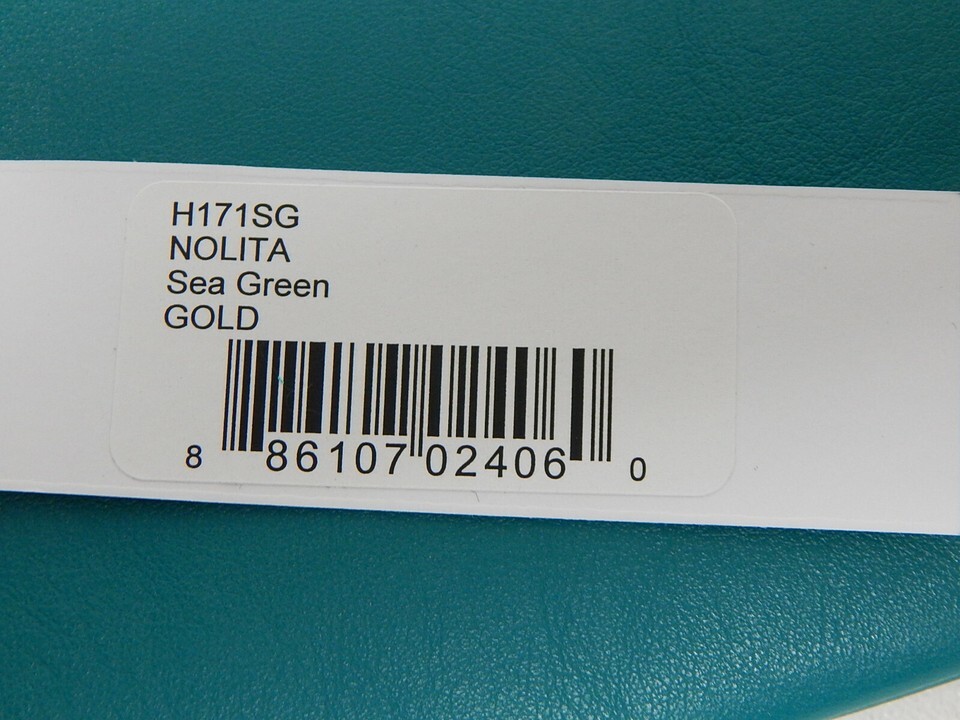 H171SG
NOLITA
Sea Green
GOLD
8 86107 02406 0